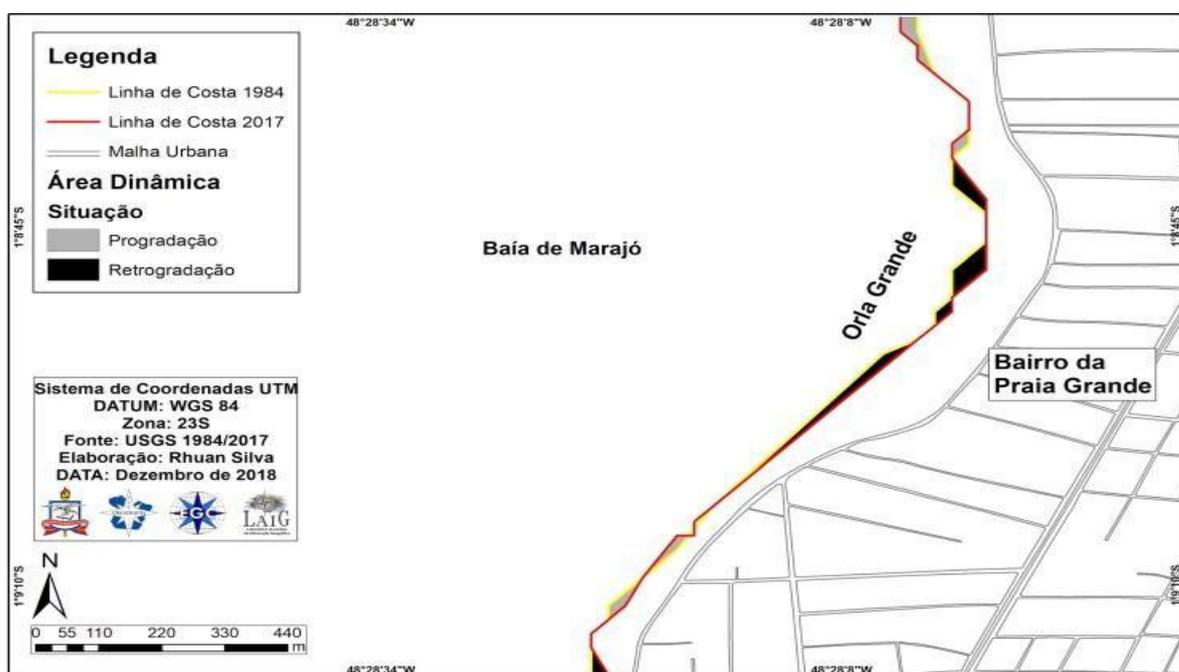 48°28'34"W
48°28'8"W
Legenda
Linha de Costa 1984
Linha de Costa 2017
Malha Urbana
Área Dinâmica
Situação
Progradação
Retrogradação
1°8'45"S
1°8'45"S
Baía de Marajó
Orla Grande
Bairro da
Praia Grande
Sistema de Coordenadas UTM
DATUM: WGS 84
Zona: 23S
Fonte: USGS 1984/2017
Elaboração: Rhuan Silva
DATA: Dezembro de 2018
EGC
LAIG
N
1°9'10"S
1°9'10"S
0 55 110 220 330 440
m
48°28'34"W
48°28'8"W